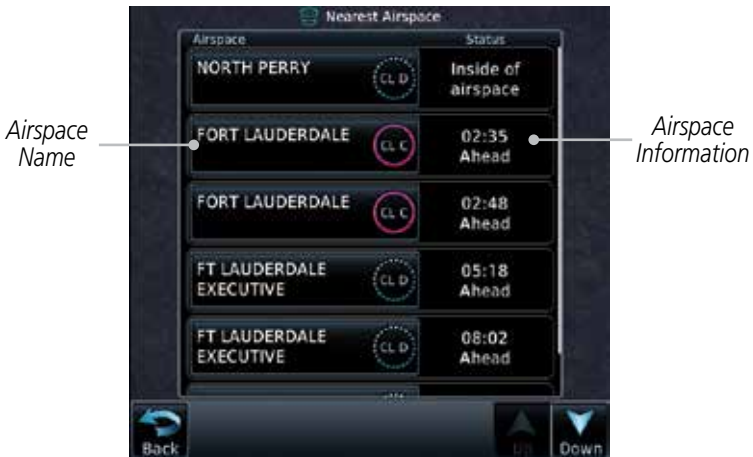 Nearest Airspace
Airspace Status
NORTH PERRY
CL D
Inside of
airspace
Airspace
Name
FORT LAUDERDALE
CL C
02:35
Ahead
Airspace
Information
FORT LAUDERDALE
CL C
02:48
Ahead
FT LAUDERDALE
EXECUTIVE
CL D
05:18
Ahead
FT LAUDERDALE
EXECUTIVE
CL D
08:02
Ahead
Back
Up
Down